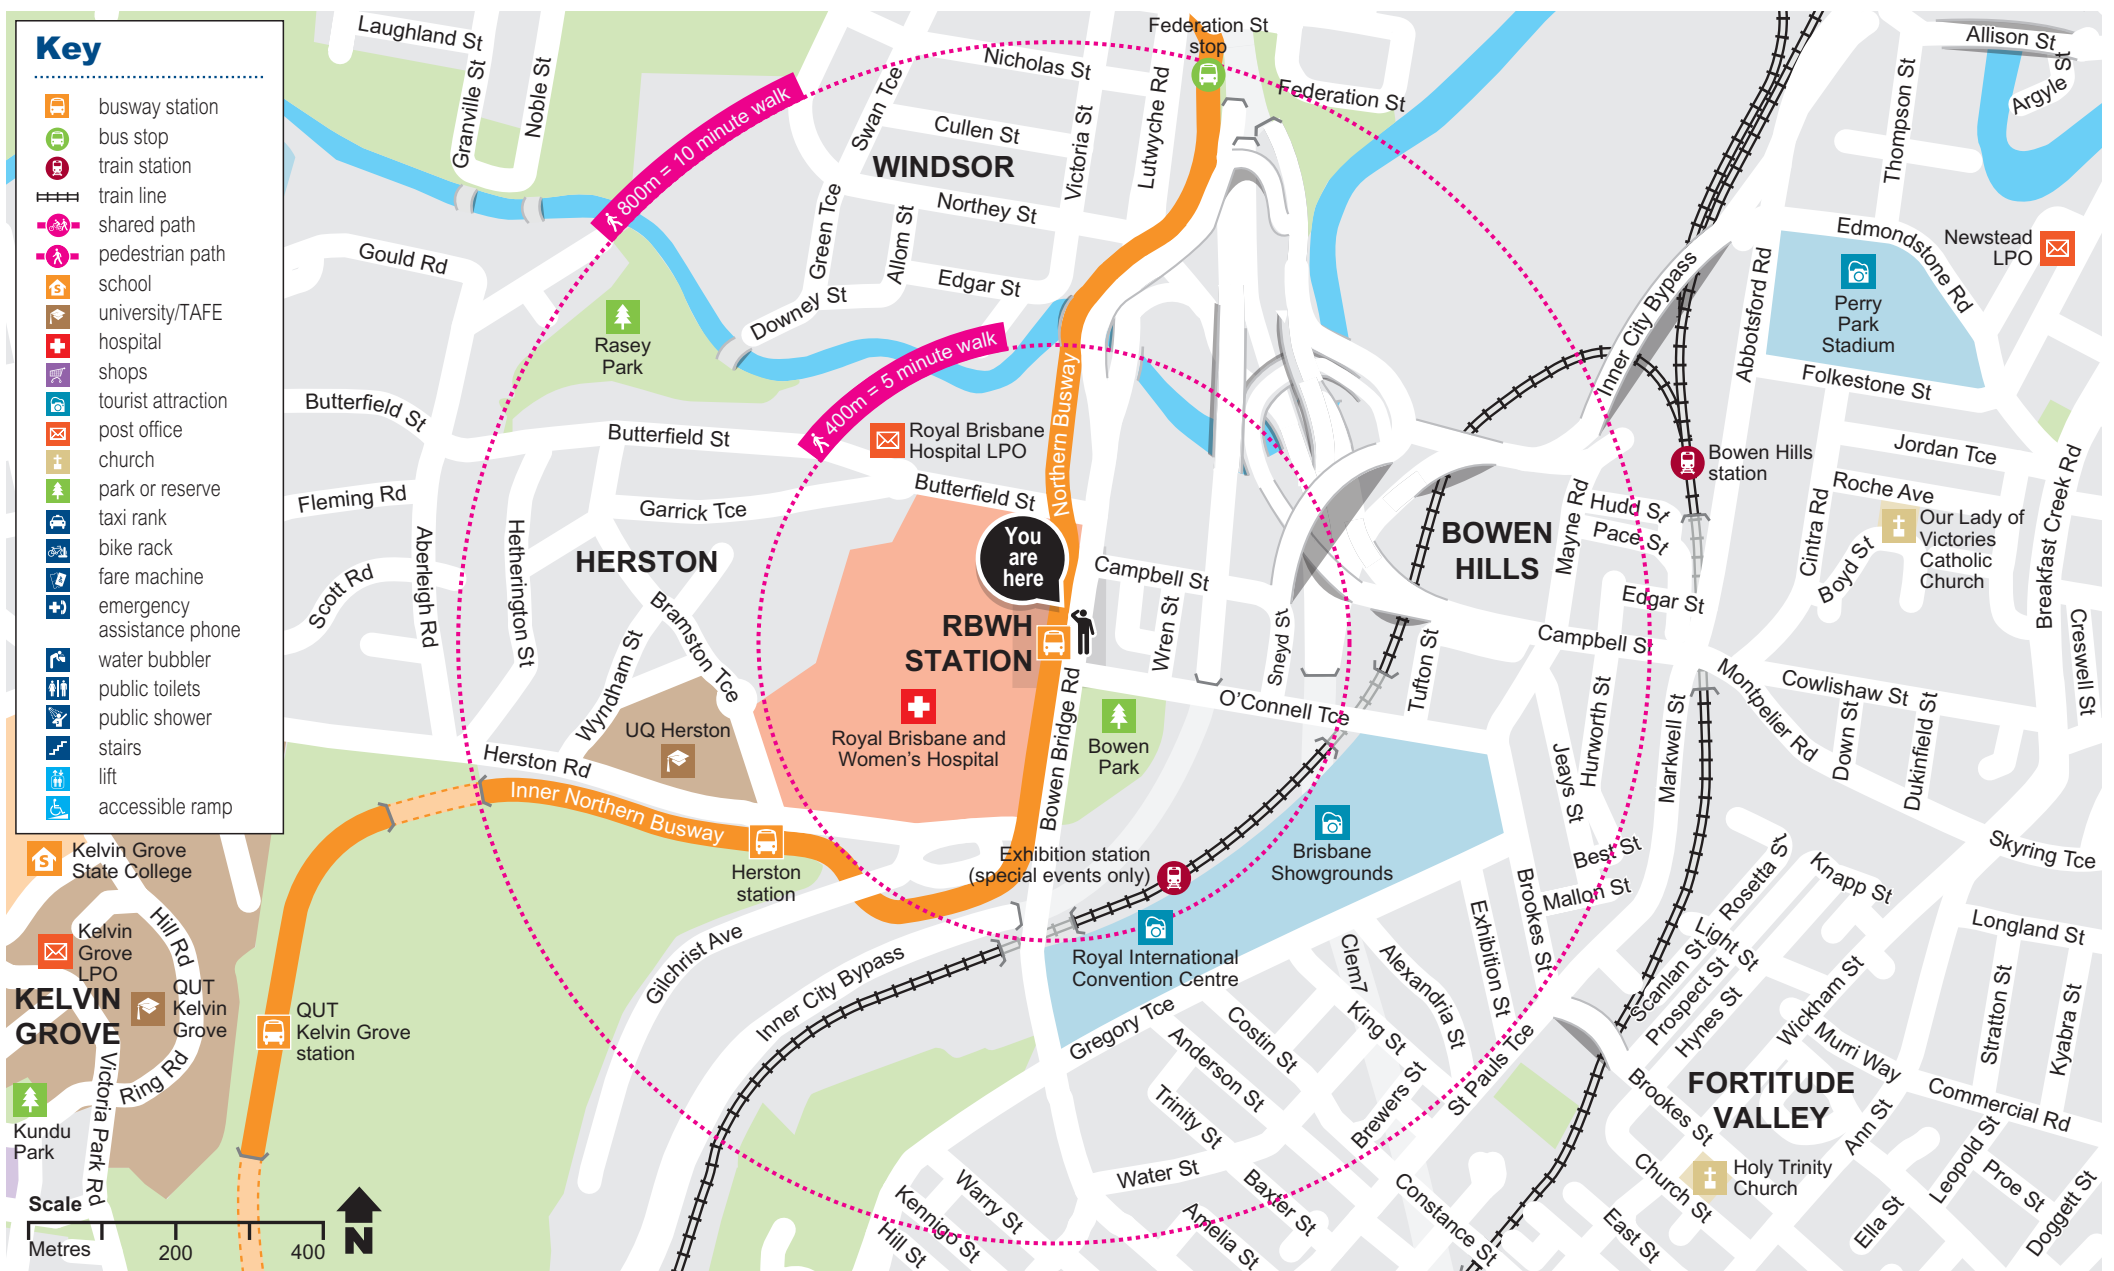 Key
busway station
bus stop
train station
train line
shared path
pedestrian path
school
university/TAFE
hospital
shops
tourist attraction
post office
church
park or reserve
taxi rank
bike rack
fare machine
emergency
assistance phone
water bubbler
public toilets
public shower
stairs
lift
accessible ramp
Laughland St
Granville St
Noble St
Swan Tce
Nicholas St
Cullen St
WINDSOR
Victoria St
Lutwyche Rd
Federation St
stop
Federation St
Northey St
Green Tce
Allom St
Edgar St
Downey St
800m = 10 minute walk
400m = 5 minute walk
Gould Rd
Rasey
Park
Butterfield St
Butterfield St
Butterfield St
Royal Brisbane
Hospital LPO
Northern Busway
Fleming Rd
Garrick Tce
Aberleigh Rd
Hetherington St
HERSTON
Scott Rd
Bramston Tce
Wyndham St
UQ Herston
Herston Rd
Inner Northern Busway
Herston
station
You
are
here
RBWH
STATION
Royal Brisbane and
Women's Hospital
Bowen Bridge Rd
Bowen
Park
Campbell St
Wren St
Sneyd St
O'Connell Tce
Tufton St
Exhibition station
(special events only)
Brisbane
Showgrounds
Royal International
Convention Centre
Gilchrist Ave
Inner City Bypass
Gregory Tce
Allison St
Argyle St
Thompson St
Edmondstone Rd
Newstead
LPO
Perry
Park
Stadium
Abbotsford Rd
Inner City Bypass
Folkestone St
Jordan Tce
Bowen Hills
station
Roche Ave
Our Lady of
Victories
Catholic
Church
Breakfast Creek Rd
Cintra Rd
Boyd St
BOWEN
HILLS
Mayne Rd
Hudd St
Pace St
Edgar St
Campbell St
Creswell St
Montpelier Rd
Cowlishaw St
Down St
Dukinfield St
Markwell St
Hurworth St
Jeays St
Best St
Mallon St
Brookes St
Exhibition St
Skyring Tce
Knapp St
Rosetta St
Light St
Scanlan St
Prospect St
Hynes St
Longland St
Wickham St
Murri Way
Stratton St
Kyabra St
Commercial Rd
FORTITUDE
VALLEY
Brookes St
Ann St
Leopold St
Proe St
Doggett St
Ella St
Holy Trinity
Church
Church St
East St
Constance St
Clem7
King St
Alexandria St
St Pauls Tce
Brewers St
Costin St
Anderson St
Trinity St
Water St
Baxter St
Amelia St
Warry St
Kennigo St
Hill St
Kelvin Grove
State College
Hill Rd
Kelvin
Grove
LPO
KELVIN
GROVE
QUT
Kelvin
Grove
QUT
Kelvin Grove
station
Ring Rd
Victoria Park Rd
Kundu
Park
Scale
Metres
200
400
N